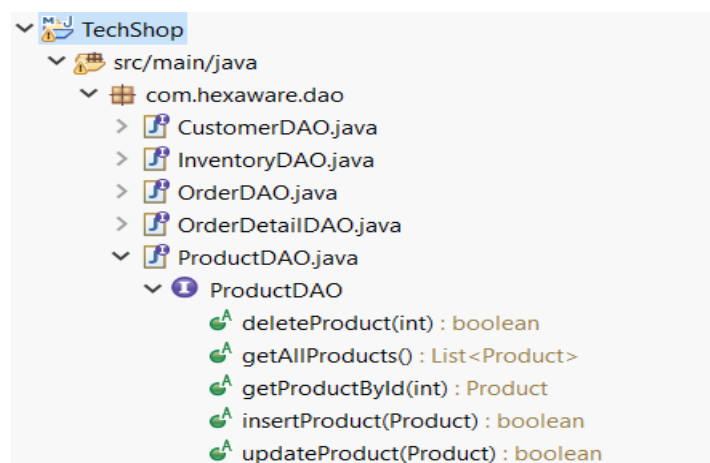 TechShop
src/main/java
com.hexaware.dao
CustomerDAO.java
InventoryDAO.java
OrderDAO.java
OrderDetailDAO.java
ProductDAO.java
ProductDAO
deleteProduct(int) : boolean
getAllProducts() : List<Product>
getProductById(int) : Product
insertProduct(Product) : boolean
updateProduct(Product) : boolean